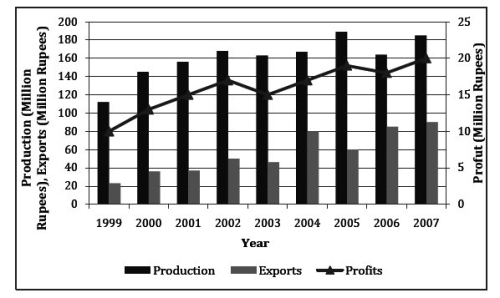 200
180
160
140
120
100
80
60
40
20
0
Production (Million
Rupees), Exports (Million Rupees)
25
20
15
10
5
0
Profut (Million Rupees)
1999 2000 2001 2002 2003 2004 2005 2006 2007
Year
Production Exports Profits